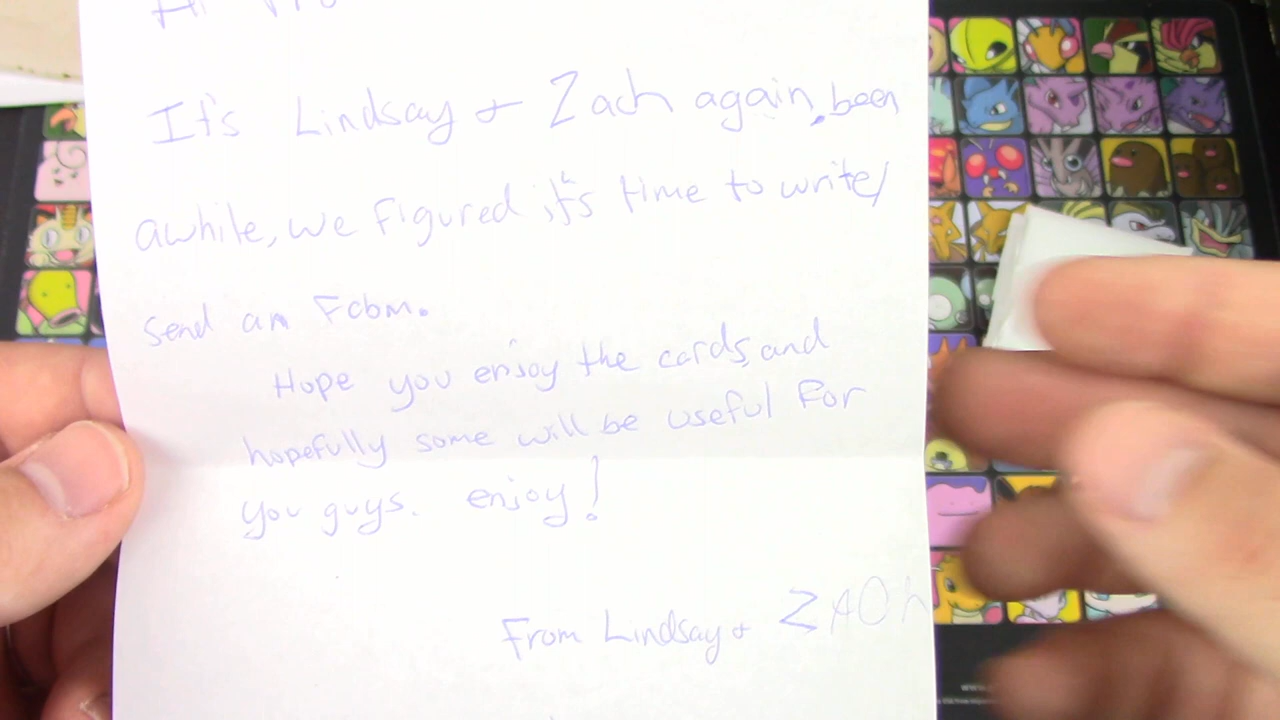 It's Lindsay + Zach again, been
awhile, we figured it's time to write/
send an Fcbm.
Hope you enjoy the cards, and
hopefully some will be useful for
you guys. enjoy!
From Lindsay + ZACh